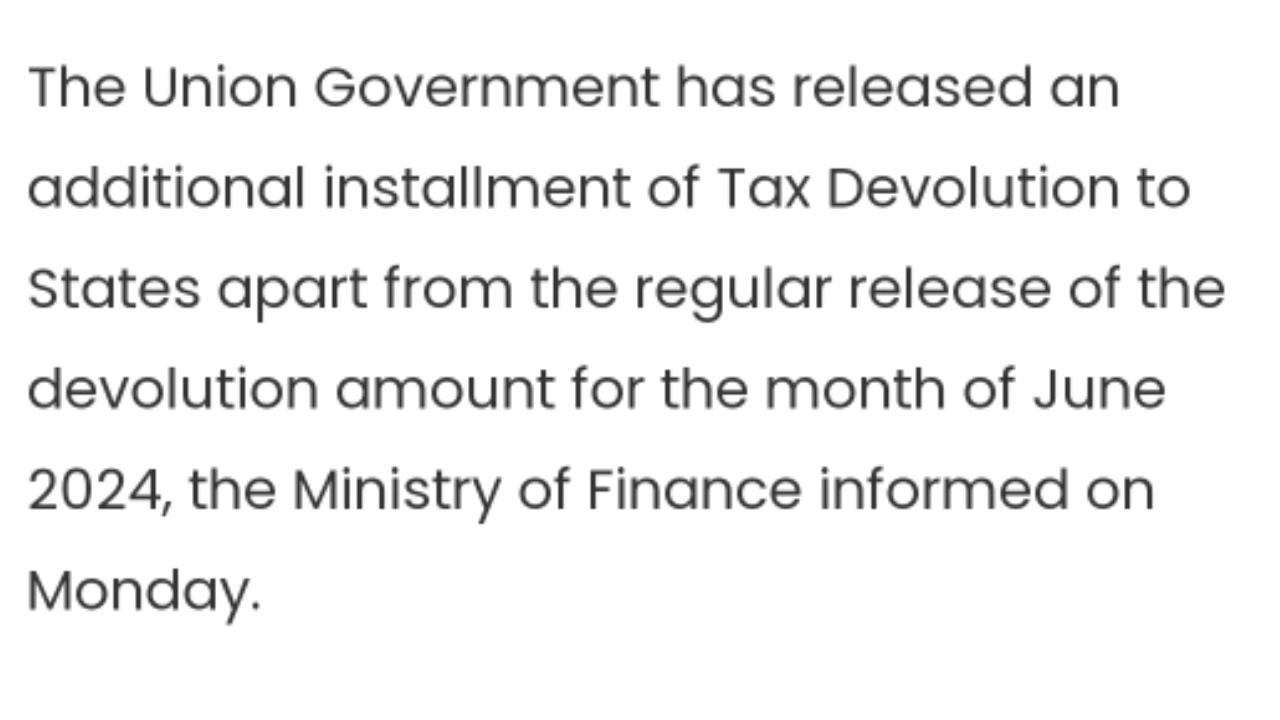 The Union Government has released an
additional installment of Tax Devolution to
States apart from the regular release of the
devolution amount for the month of June
2024, the Ministry of Finance informed on
Monday.